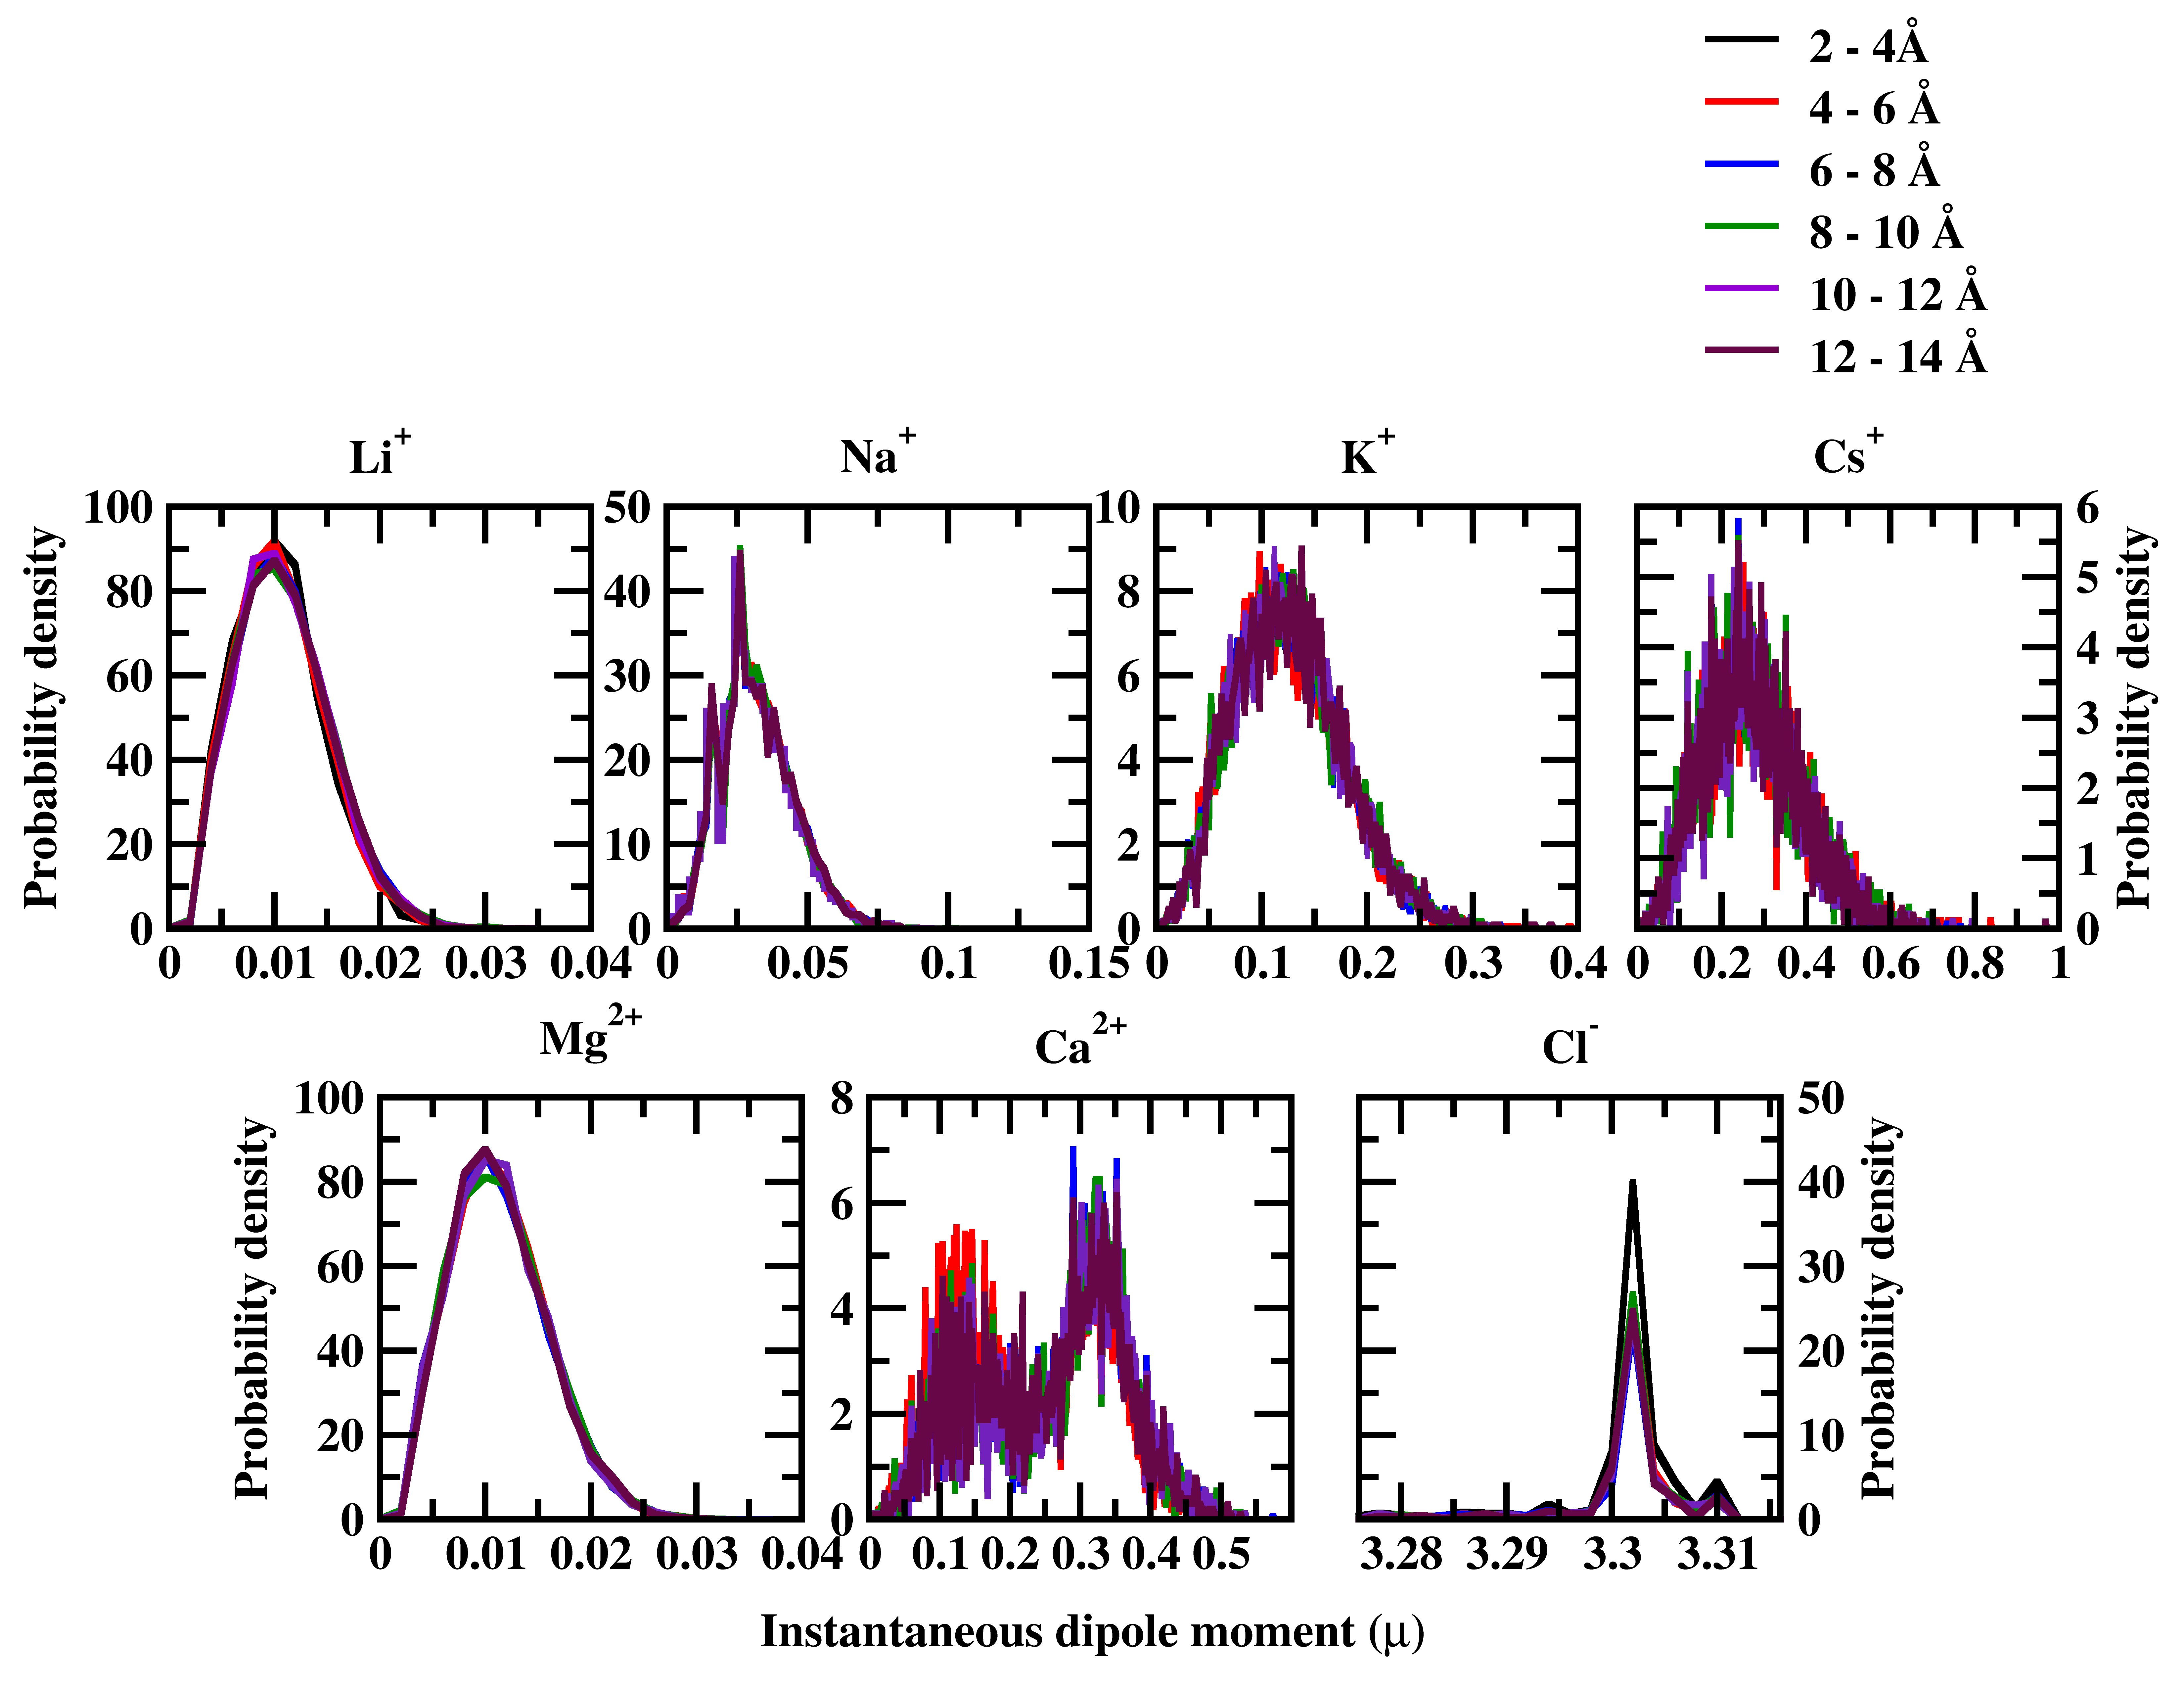 2 - 4Å
4 - 6 Å
6 - 8 Å
8 - 10 Å
10 - 12 Å
12 - 14 Å
Li+ Na+ K+ Cs+
Probability density
100
80
60
40
20
0
0 0.01 0.02 0.03 0.04
50
40
30
20
10
0
0 0.05 0.1 0.15
10
8
6
4
2
0
0 0.1 0.2 0.3 0.4
6
5
4
3
2
1
0
0 0.2 0.4 0.6 0.8 1
Probability density
Mg2+ Ca2+ Cl-
Probability density
100
80
60
40
20
0
0 0.01 0.02 0.03 0.04
8
6
4
2
0
0 0.1 0.2 0.3 0.4 0.5
50
40
30
20
10
0
3.28 3.29 3.3 3.31
Probability density
Instantaneous dipole moment (μ)